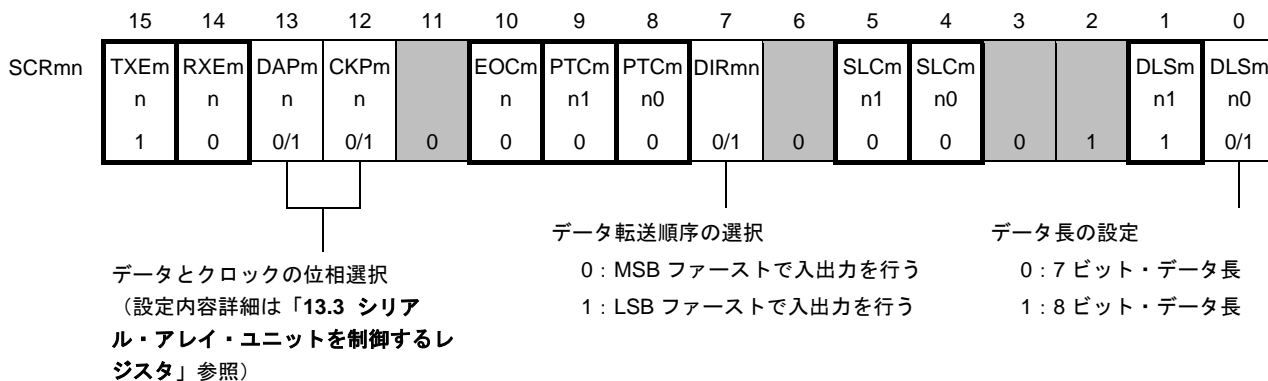 15 14 13 12 11 10 9 8 7 6 5 4 3 2 1 0
SCRmn TXEm RXEm DAPm CKPm EOCm PTCm PTCm DIRmn SLCm SLCm DLSm DLSm
n n n n n n1 n0 n1 n0 n1 n0
1 0 0/1 0/1 0 0 0 0 0/1 0 0 0 0 1 1 0/1
データとクロックの位相選択
（設定内容詳細は「13.3 シリア
ル・アレイ・ユニットを制御するレ
ジスタ」参照）
データ転送順序の選択
0：MSB ファーストで入出力を行う
1：LSB ファーストで入出力を行う
データ長の設定
0：7 ビット・データ長
1：8 ビット・データ長